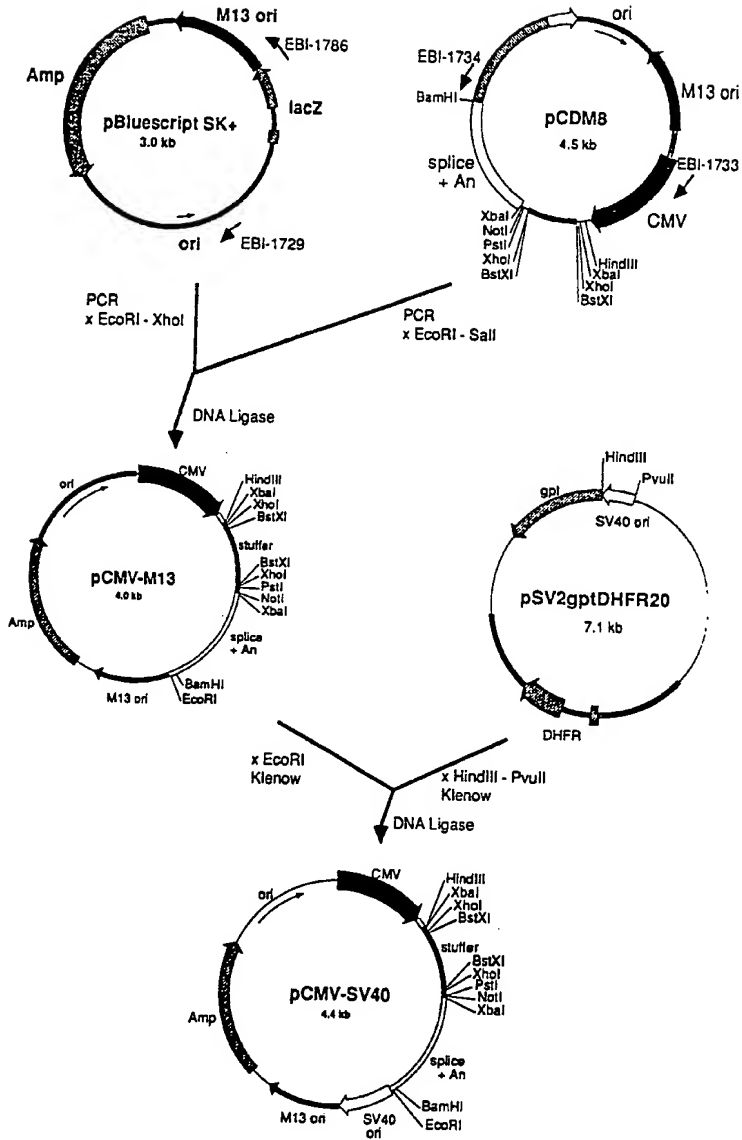 M13 ori
EBI-1786
Amp
lacZ
pBluescript SK+
3.0 kb
ori
EBI-1729
ori
EBI-1734
BamHI
M13 ori
pCDM8
4.5 kb
splice
+ An
EBI-1733
CMV
XbaI
NotI
PstI
XhoI
BstXI
HindIII
XbaI
XhoI
BstXI
PCR
x EcoRI - XhoI
PCR
x EcoRI - SalI
DNA Ligase
ori
CMV
HindIII
XbaI
XhoI
BstXI
stuffer
BstXI
XhoI
PstI
NotI
XbaI
pCMV-M13
4.0 kb
Amp
splice
+ An
M13 ori
BamHI
EcoRI
HindIII
PvuII
gpt
SV40 ori
pSV2gptDHFR20
7.1 kb
DHFR
x EcoRI
Klenow
x HindIII - PvuII
Klenow
DNA Ligase
ori
CMV
HindIII
XbaI
XhoI
BstXI
stuffer
BstXI
XhoI
PstI
NotI
XbaI
pCMV-SV40
4.4 kb
Amp
splice
+ An
M13 ori
SV40
ori
BamHI
EcoRI